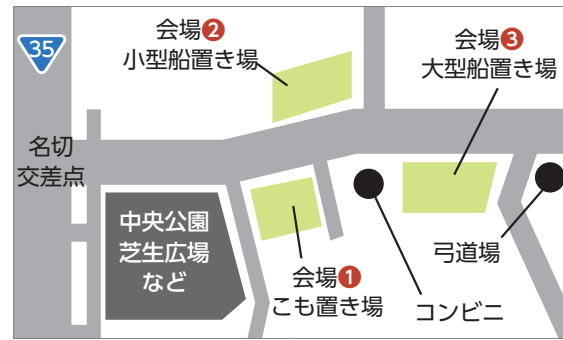 35
会場❷
小型船置き場
会場❸
大型船置き場
名切
交差点
中央公園
芝生広場
など
会場❶
こも置き場
弓道場
コンビニ